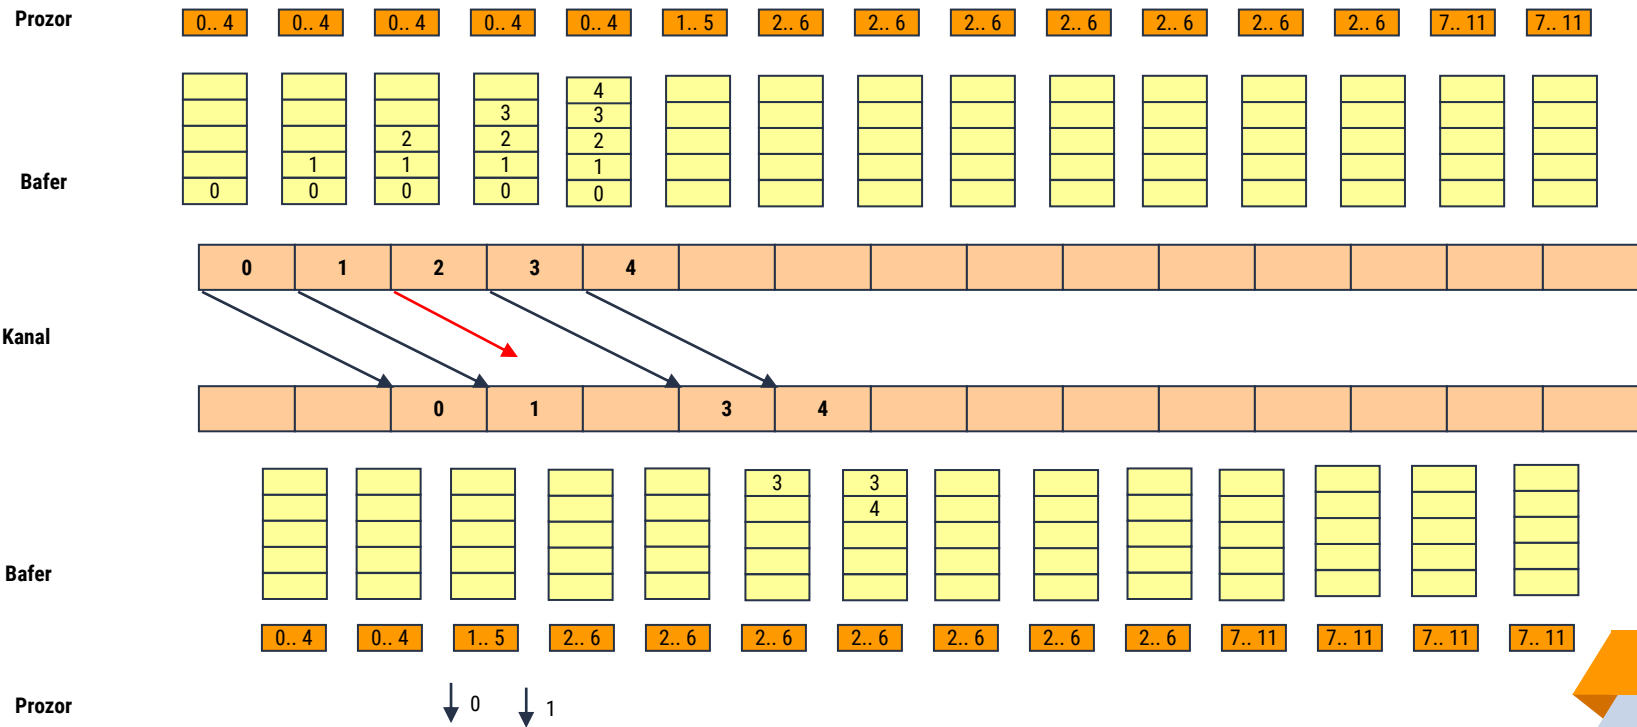 Prozor 0.. 4 0.. 4 0.. 4 0.. 4 0.. 4 1.. 5 2.. 6 2.. 6 2.. 6 2.. 6 2.. 6 2.. 6 2.. 6 7.. 11 7.. 11
4
3 3
2 2 2
1 1 1 1
Bafer
0 0 0 0 0
0 1 2 3 4
Kanal
0 1 3 4
3 3
4
Bafer
0.. 4 0.. 4 1.. 5 2.. 6 2.. 6 2.. 6 2.. 6 2.. 6 2.. 6 2.. 6 7.. 11 7.. 11 7.. 11 7.. 11
Prozor 0 1